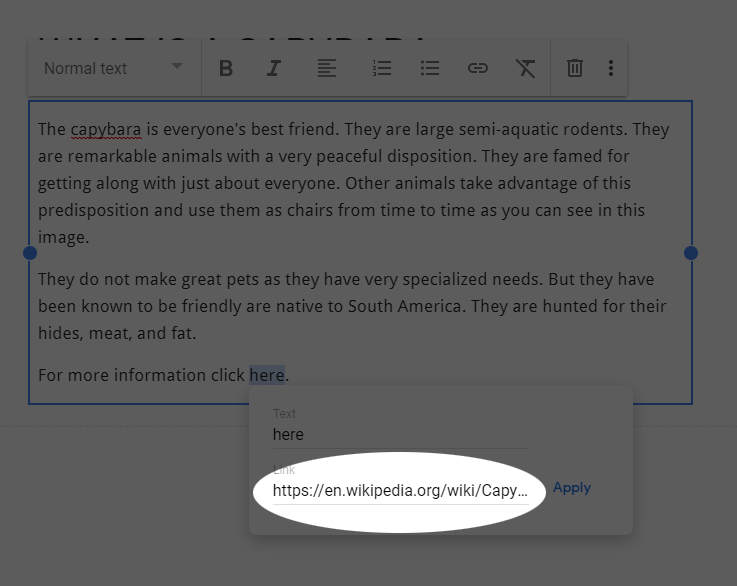 WHAT IS A CAPYBARA
Normal text
B I
The capybara is everyone's best friend. They are large semi-aquatic rodents. They
are remarkable animals with a very peaceful disposition. They are famed for
getting along with just about everyone. Other animals take advantage of this
predisposition and use them as chairs from time to time as you can see in this
image.
They do not make great pets as they have very specialized needs. But they have
been known to be friendly are native to South America. They are hunted for their
hides, meat, and fat.
For more information click here.
Text
here
Link
https://en.wikipedia.org/wiki/Capy...
Apply